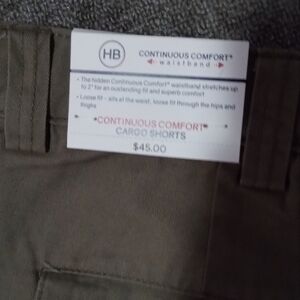 HB
CONTINUOUS COMFORT®
waistband
• The hidden Continuous Comfort® waistband stretches up
to 2" for an outstanding fit and superb comfort
• Loose fit - sits at the waist, loose fit through the hips and
thighs
CONTINUOUS COMFORT®
CARGO SHORTS
$45.00